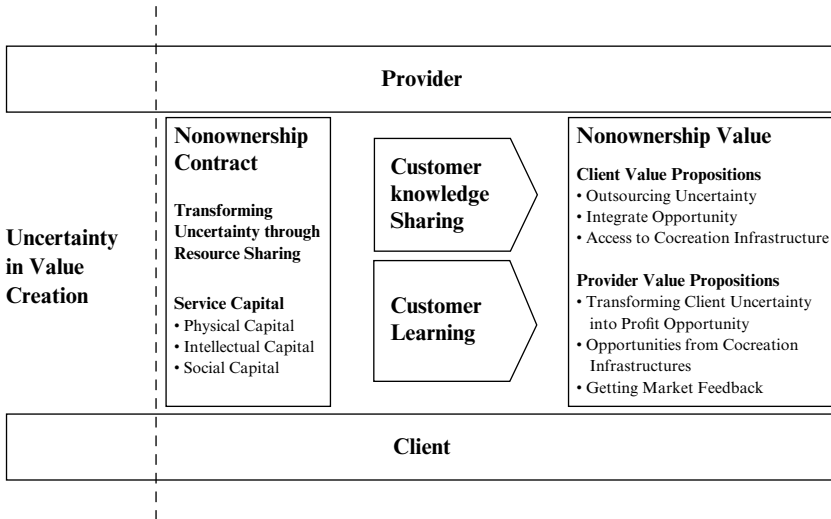 Provider
Uncertainty
in Value
Creation
Nonownership
Contract
Transforming
Uncertainty through
Resource Sharing
Service Capital
• Physical Capital
• Intellectual Capital
• Social Capital
Customer
knowledge
Sharing
Customer
Learning
Nonownership Value
Client Value Propositions
• Outsourcing Uncertainty
• Integrate Opportunity
• Access to Cocreation Infrastructure
Provider Value Propositions
• Transforming Client Uncertainty
into Profit Opportunity
• Opportunities from Cocreation
Infrastructures
• Getting Market Feedback
Client